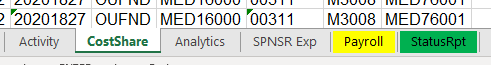 20201827 OUFND MED16000 00311 M3008 MED76001
Activity CostShare Analytics SPNSR Exp Payroll StatusRpt